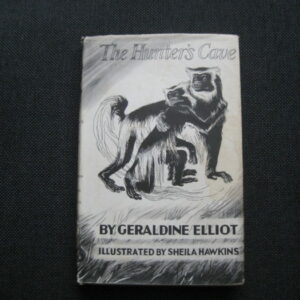 The Hunter's Cave
BY GERALDINE ELLIOT
ILLUSTRATED BY SHEILA HAWKINS